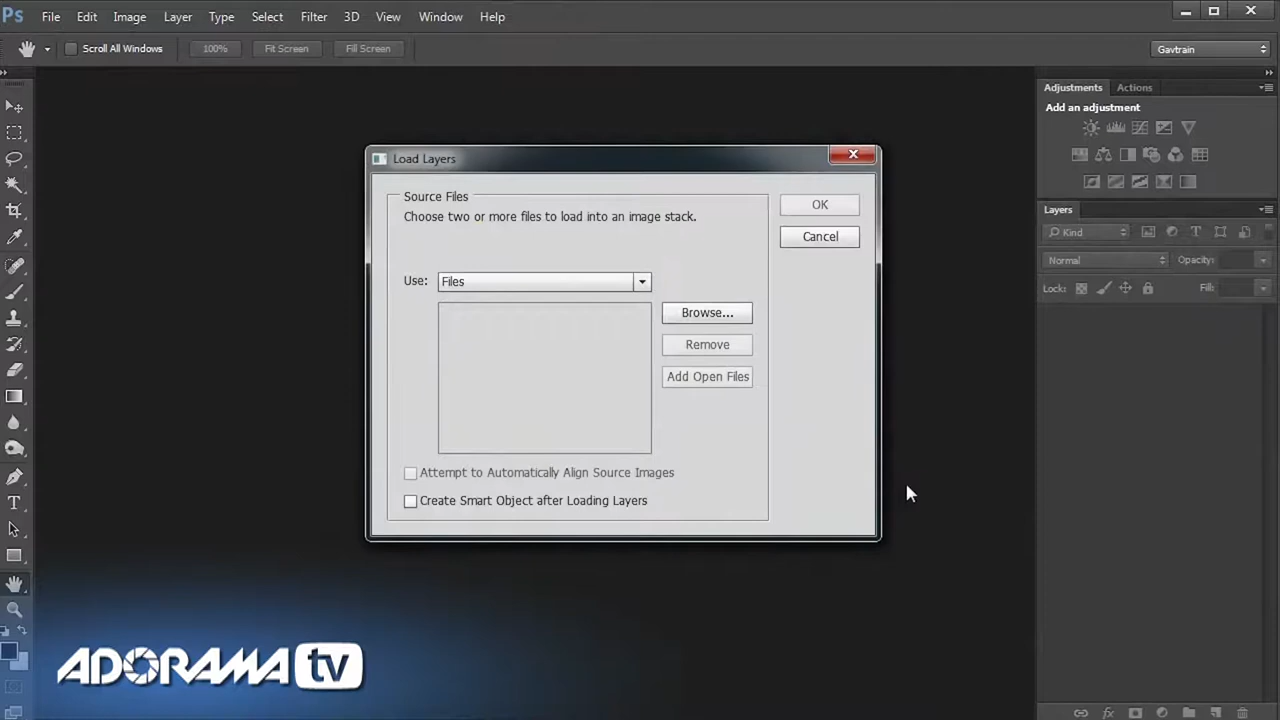 Ps File Edit Image Layer Type Select Filter 3D View Window Help
Scroll All Windows 100% Fit Screen Fill Screen Gavtrain
Adjustments Actions
Add an adjustment
Load Layers
Source Files
Choose two or more files to load into an image stack.
OK
Cancel
Use: Files
Browse...
Remove
Add Open Files
Attempt to Automatically Align Source Images
Create Smart Object after Loading Layers
Layers
Kind
Normal Opacity:
Lock: Fill:
ADORAMA tv